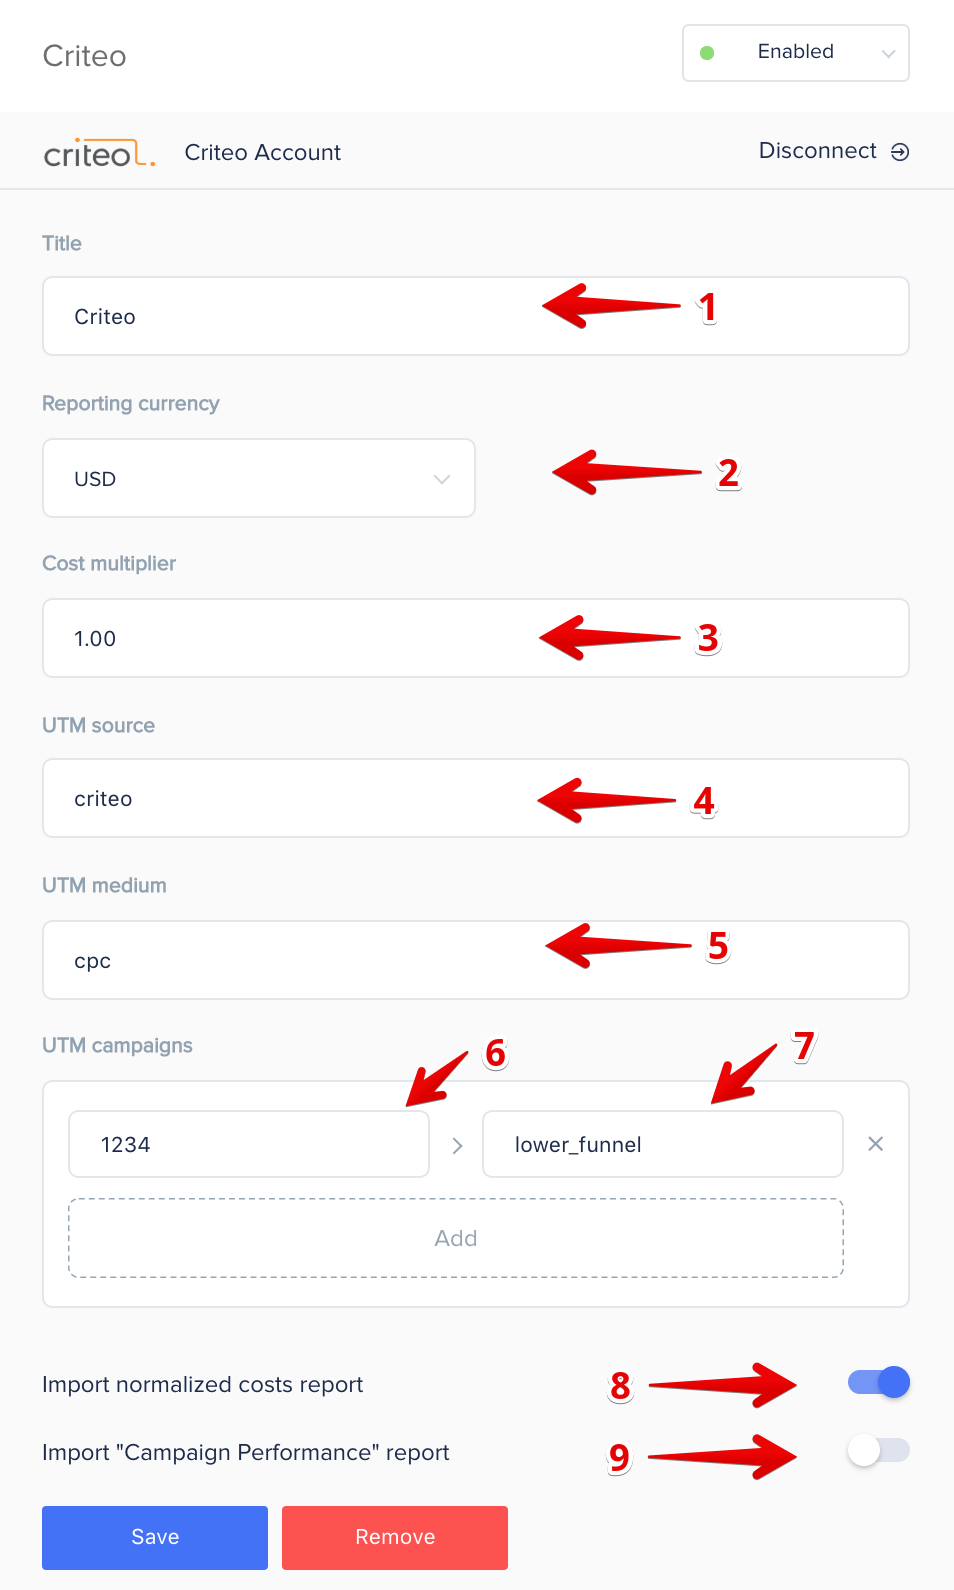 Criteo
Enabled
criteo Criteo Account Disconnect
Title
Criteo 1
Reporting currency
USD 2
Cost multiplier
1.00 3
UTM source
criteo 4
UTM medium
cpc 5
UTM campaigns 6 7
1234 > lower_funnel ×
Add
Import normalized costs report 8
Import "Campaign Performance" report 9
Save Remove